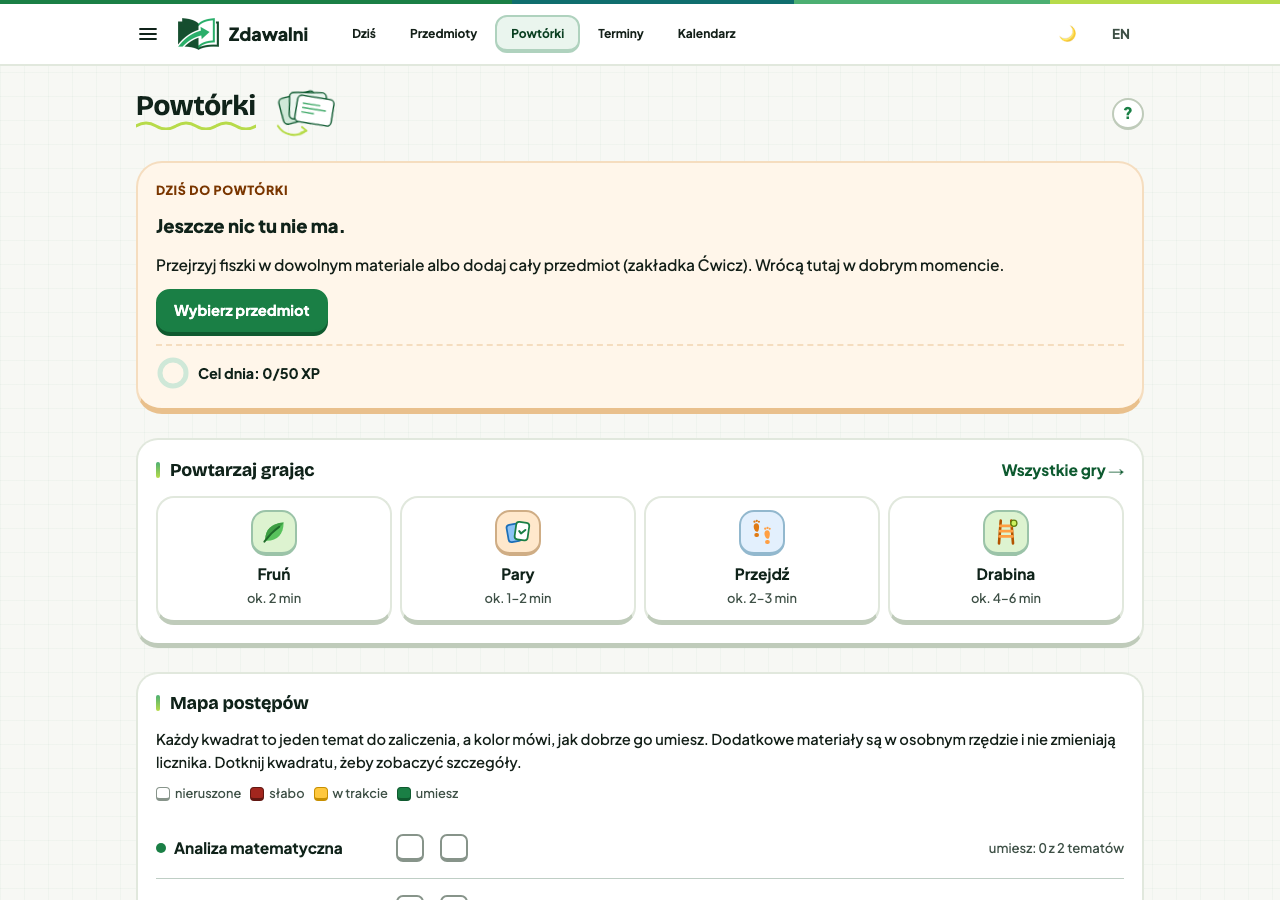 Zdawalni
Dziś
Przedmioty
Powtórki
Terminy
Kalendarz
EN
Powtórki
?
DZIŚ DO POWTÓRKI
Jeszcze nic tu nie ma.
Przejrzyj fiszki w dowolnym materiale albo dodaj cały przedmiot (zakładka Ćwicz). Wrócą tutaj w dobrym momencie.
Wybierz przedmiot
Cel dnia: 0/50 XP
Powtarzaj grając
Wszystkie gry →
Fruń
ok. 2 min
Pary
ok. 1–2 min
Przejdź
ok. 2–3 min
Drabina
ok. 4–6 min
Mapa postępów
Każdy kwadrat to jeden temat do zaliczenia, a kolor mówi, jak dobrze go umiesz. Dodatkowe materiały są w osobnym rzędzie i nie zmieniają
licznika. Dotknij kwadratu, żeby zobaczyć szczegóły.
nieruszone słabo w trakcie umiesz
Analiza matematyczna
umiesz: 0 z 2 tematów